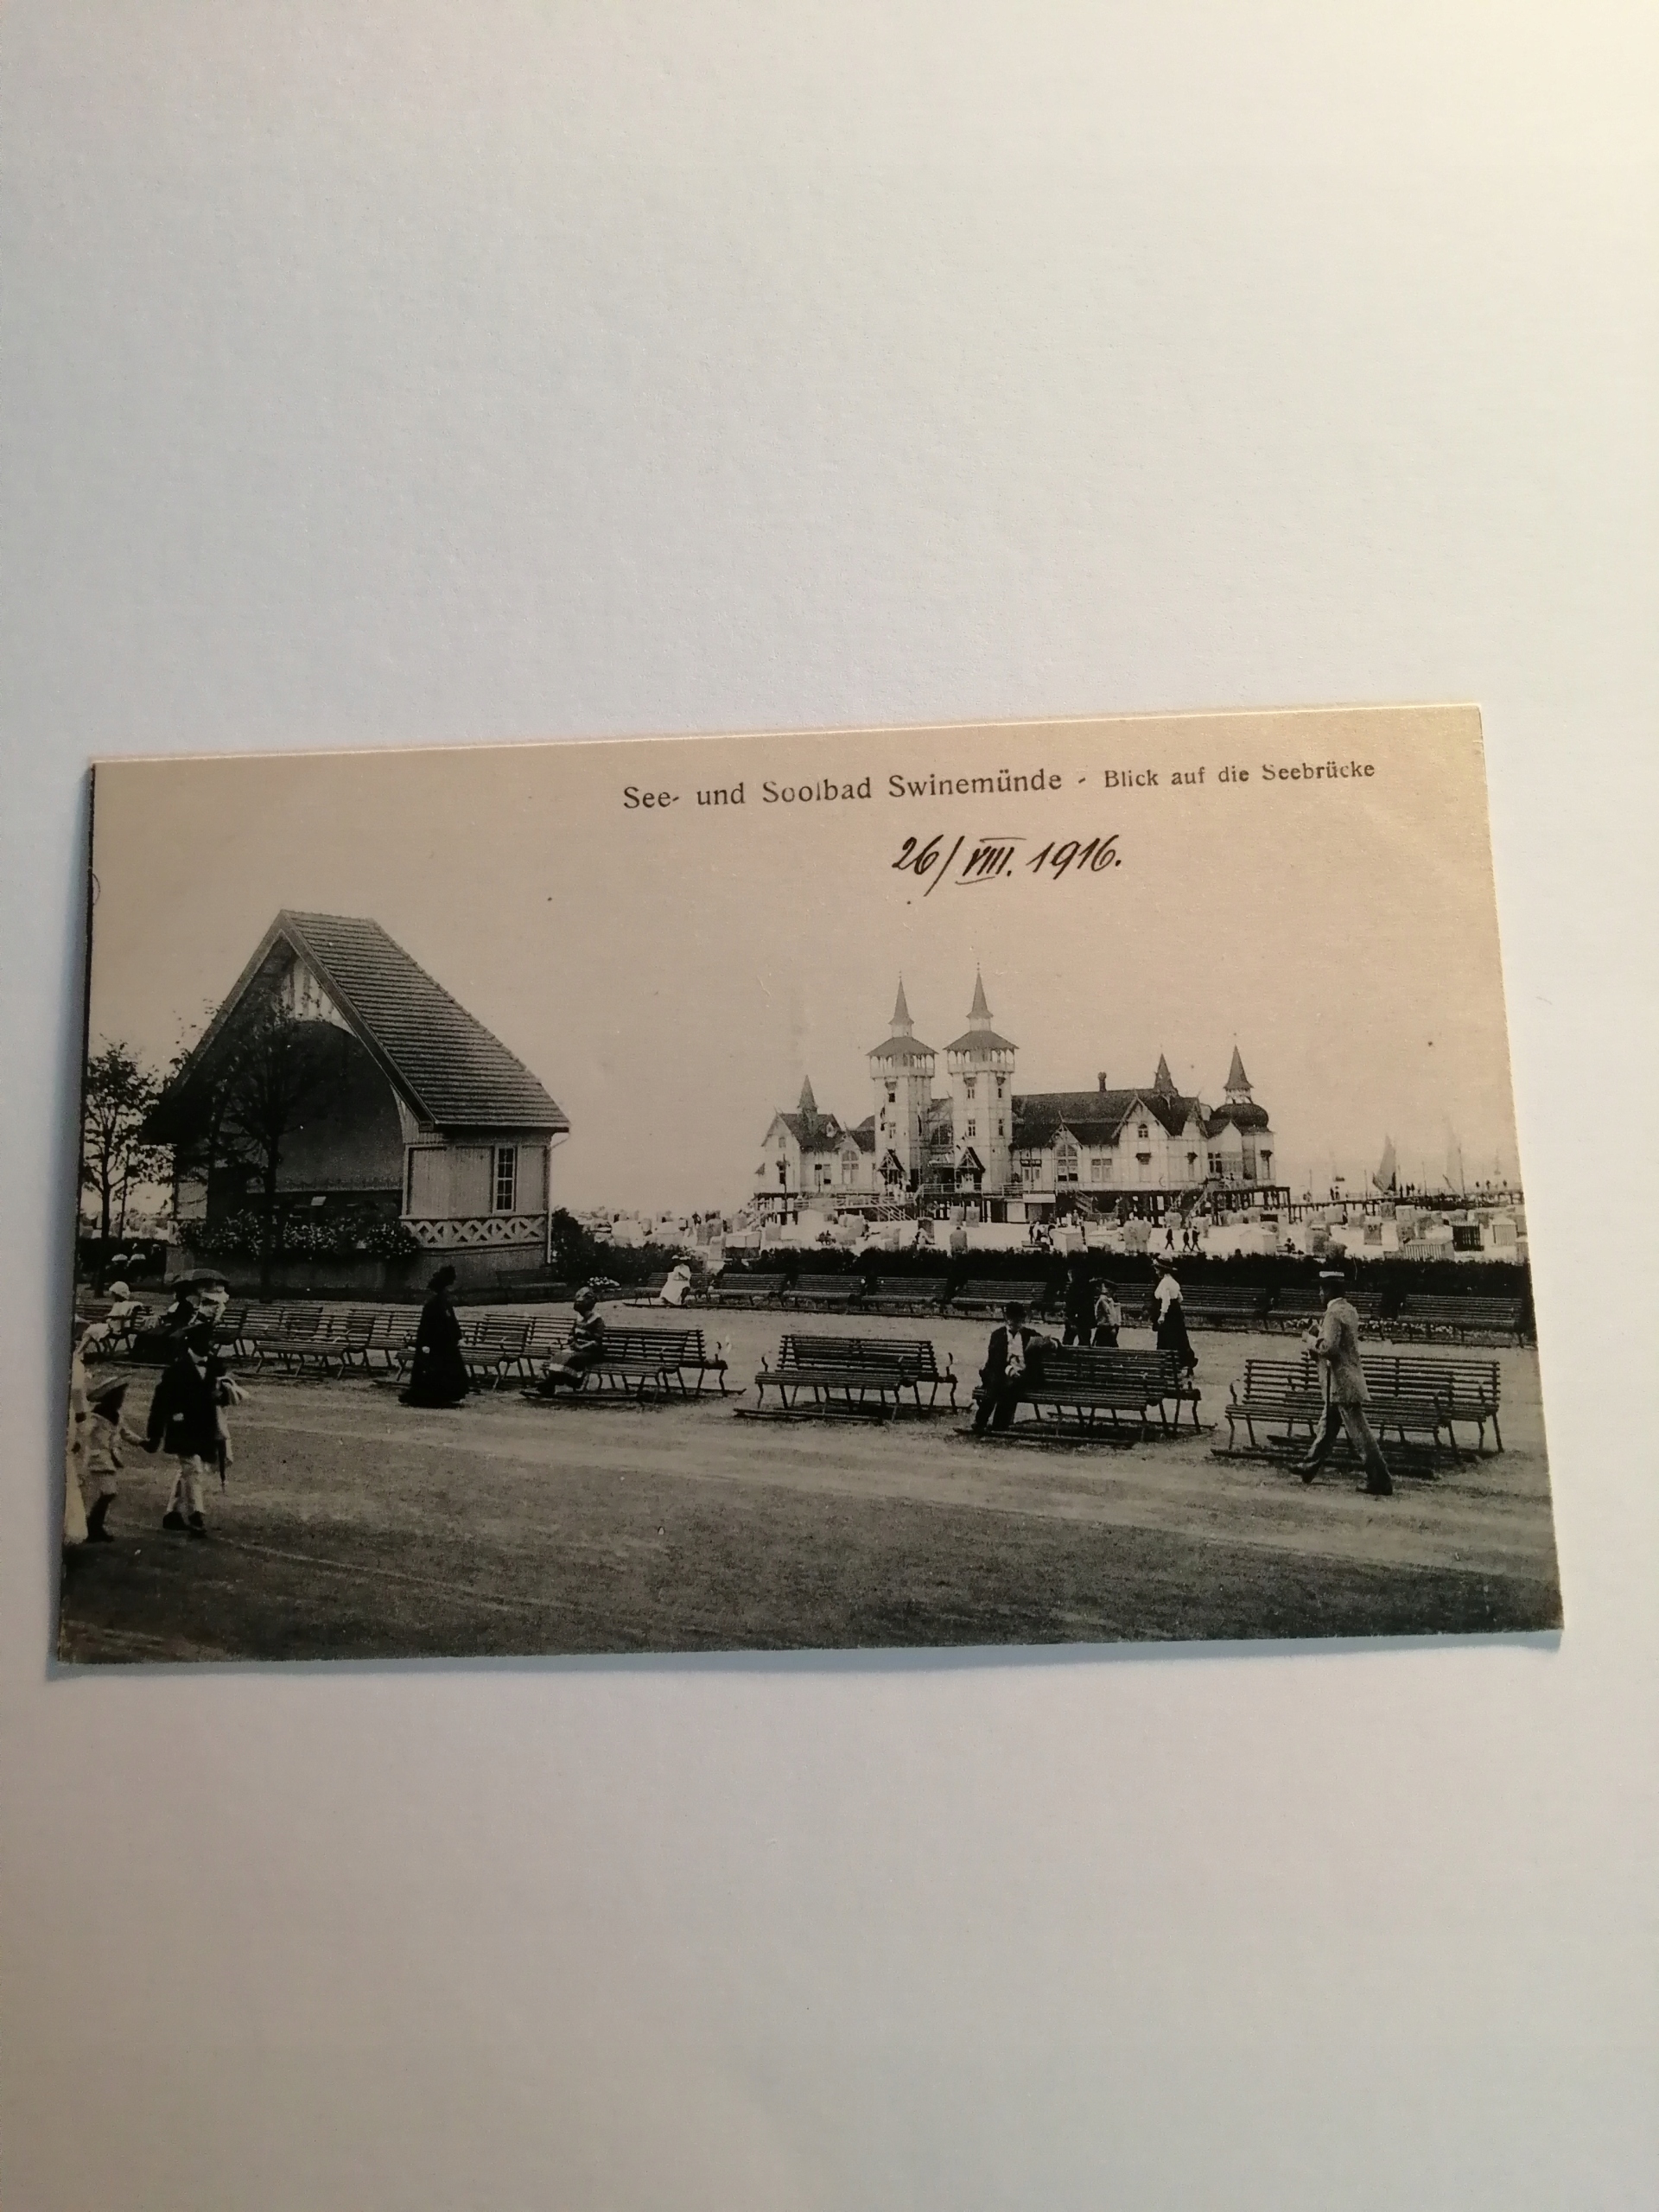 See- und Soolbad Swinemünde - Blick auf die Seebrücke
26/VIII. 1916.